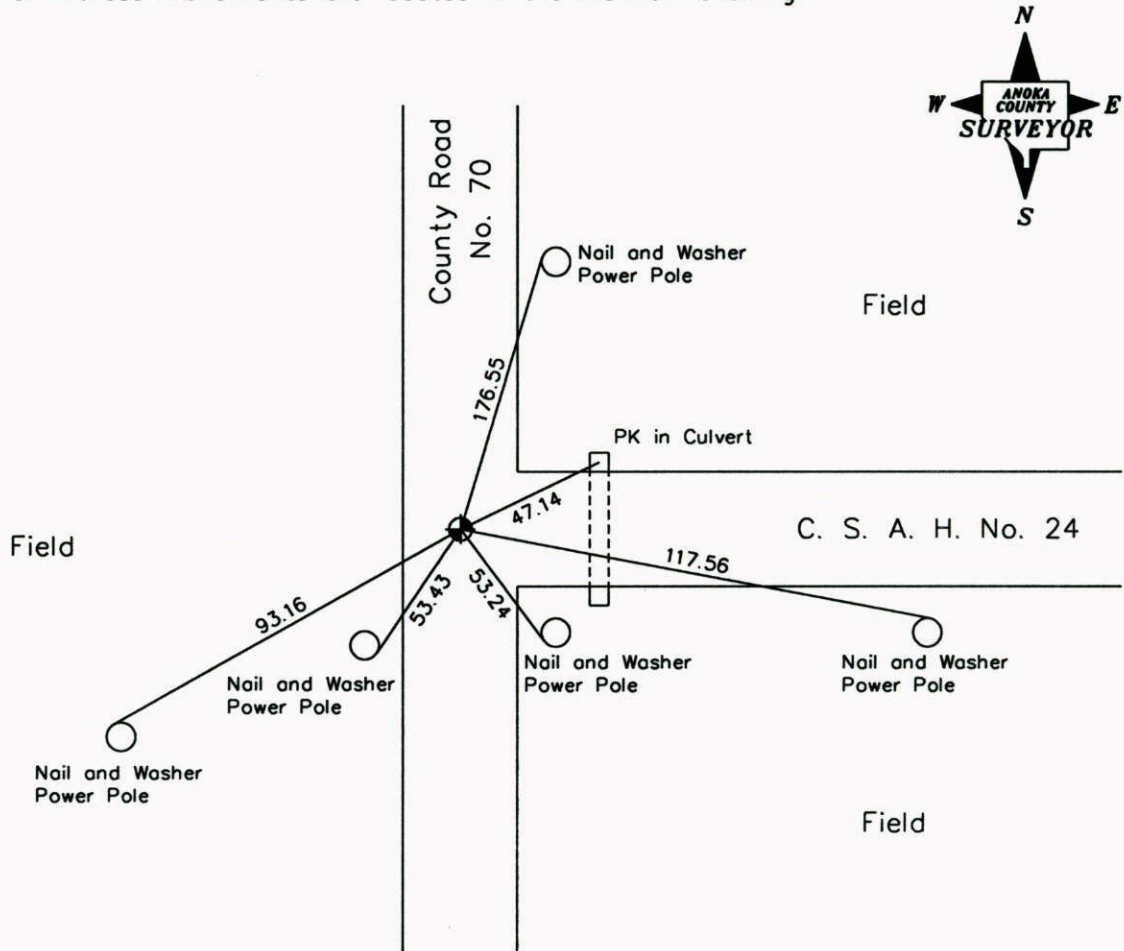 N
W
ANOKA
COUNTY
E
SURVEYOR
S
County Road
No. 70
Nail and Washer
Power Pole
Field
176.55
PK in Culvert
47.14
C. S. A. H. No. 24
Field
117.56
93.16
53.43
53.24
Nail and Washer
Power Pole
Nail and Washer
Power Pole
Nail and Washer
Power Pole
Nail and Washer
Power Pole
Field